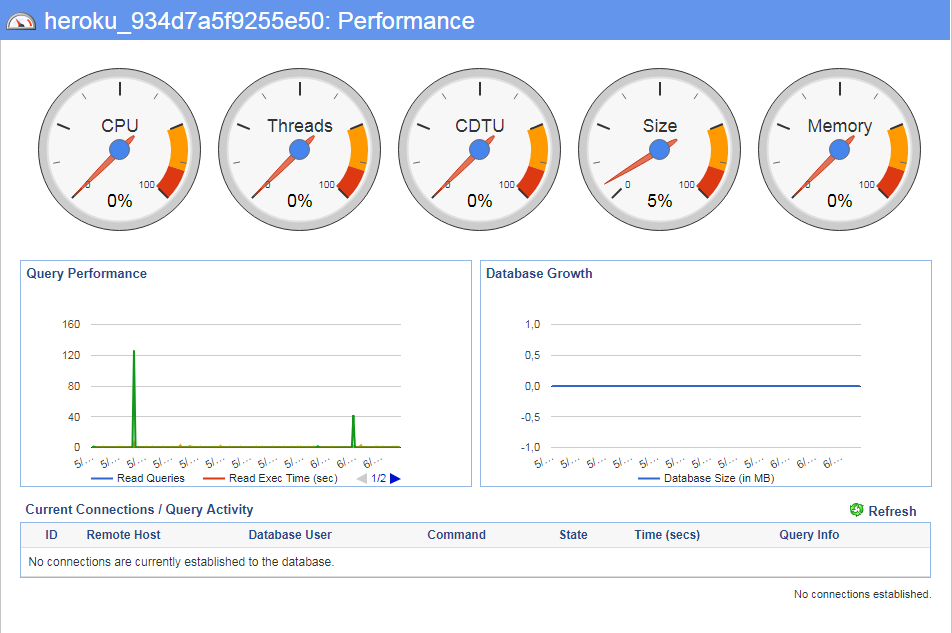 heroku_934d7a5f9255e50: Performance
CPU
0 100
0%
Threads
0 100
0%
CDTU
0 100
0%
Size
0 100
5%
Memory
0 100
0%
Query Performance
160
120
80
40
0
5/... 5/... 5/... 5/... 5/... 5/... 5/... 5/... 5/... 6/... 6/... 6/...
Read Queries Read Exec Time (sec) 1/2
Database Growth
1,0
0,5
0,0
-0,5
-1,0
5/... 5/... 5/... 5/... 5/... 5/... 5/... 5/... 5/... 6/... 6/... 6/...
Database Size (in MB)
Current Connections / Query Activity
Refresh
ID Remote Host Database User Command State Time (secs) Query Info
No connections are currently established to the database.
No connections established.